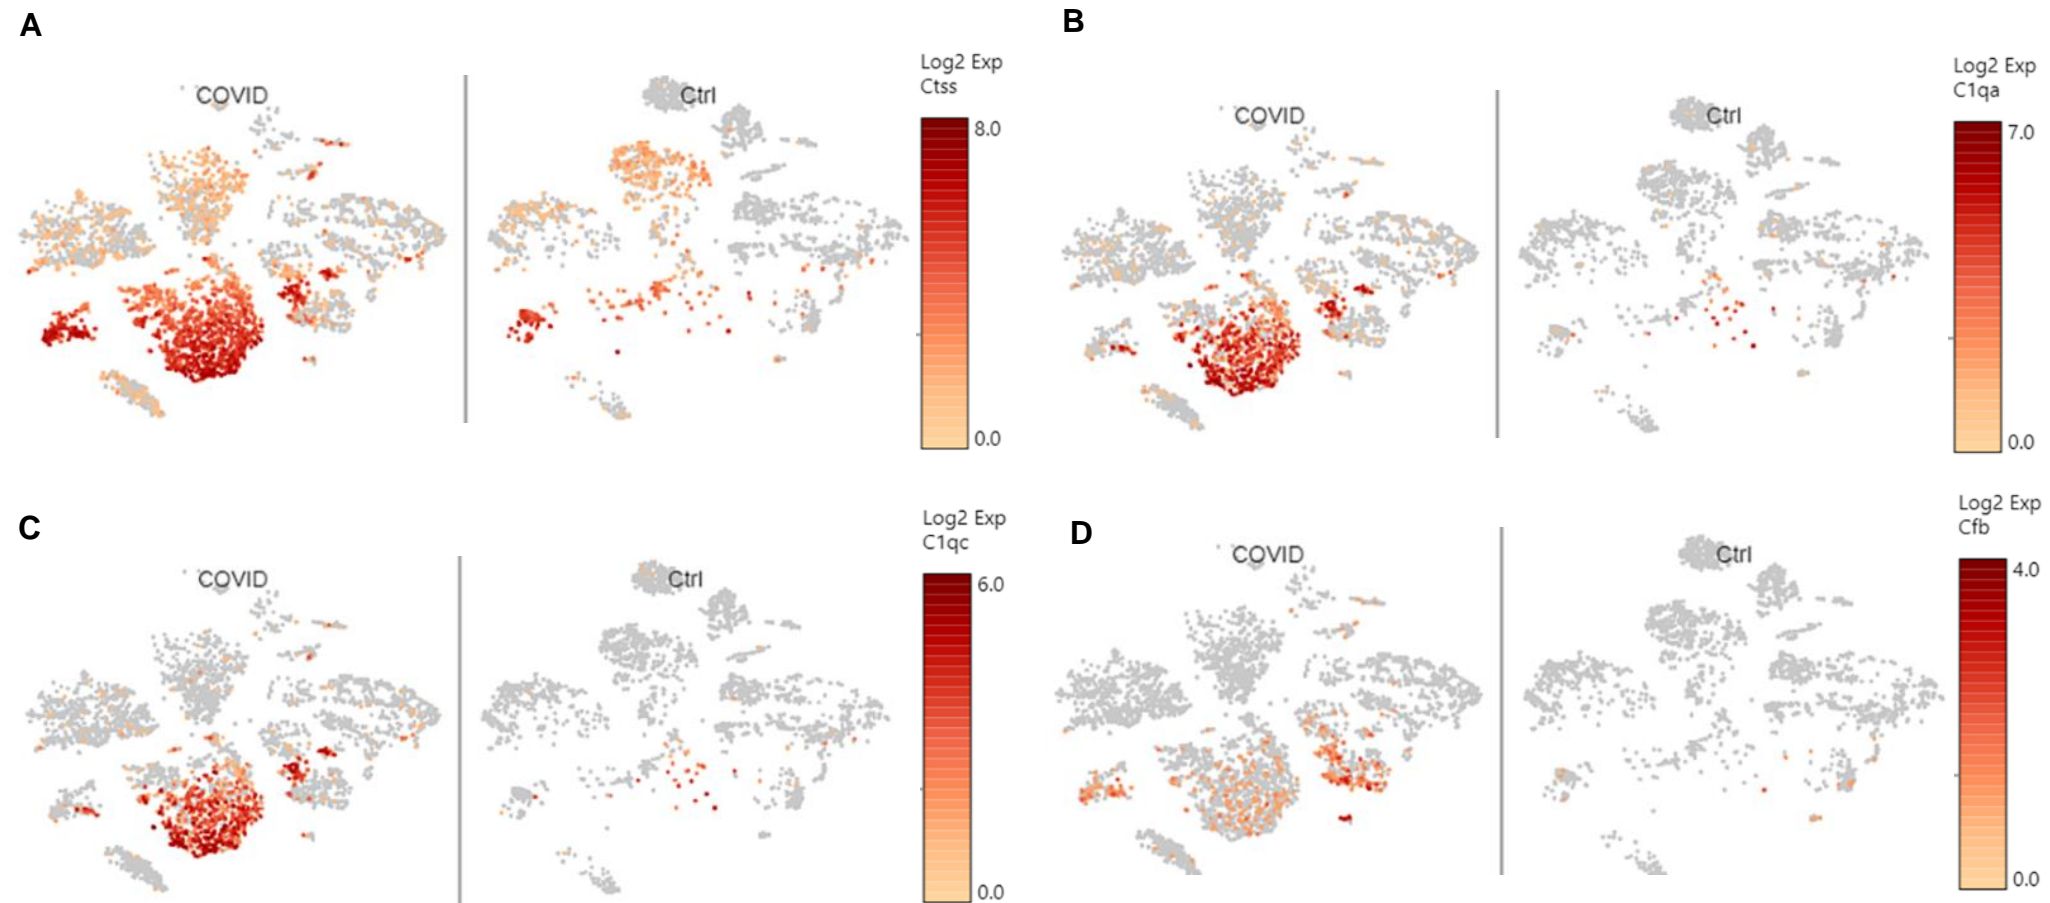 A
COVID
Ctrl
Log2 Exp
Ctss
8.0
0.0
B
COVID
Ctrl
Log2 Exp
C1qa
7.0
0.0
C
COVID
Ctrl
Log2 Exp
C1qc
6.0
0.0
D
COVID
Ctrl
Log2 Exp
Cfb
4.0
0.0